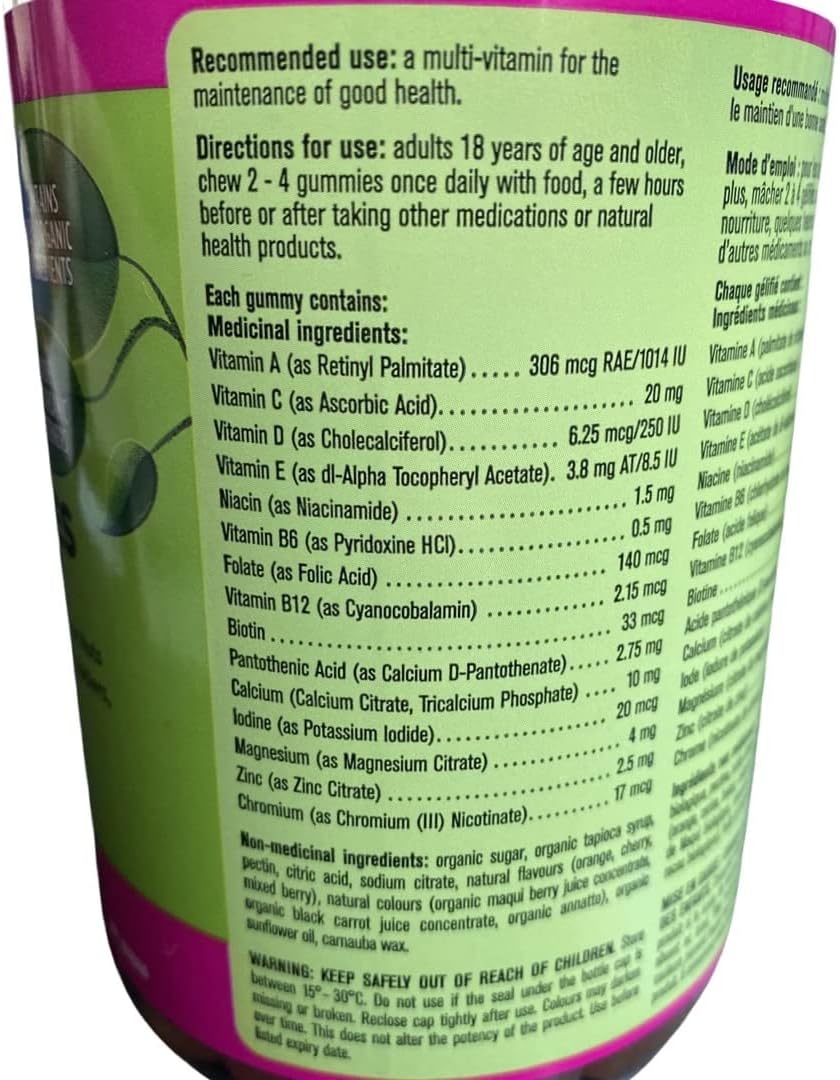 Recommended use: a multi-vitamin for the
maintenance of good health.
Directions for use: adults 18 years of age and older,
chew 2 - 4 gummies once daily with food, a few hours
before or after taking other medications or natural
health products.
Each gummy contains:
Medicinal ingredients:
Vitamin A (as Retinyl Palmitate) ..... 306 mcg RAE/1014 IU
Vitamin C (as Ascorbic Acid)................... 20 mg
Vitamin D (as Cholecalciferol)........... 6.25 mcg/250 IU
Vitamin E (as dl-Alpha Tocopheryl Acetate). 3.8 mg AT/8.5 IU
Niacin (as Niacinamide) ...................... 1.5 mg
Vitamin B6 (as Pyridoxine HCl)................. 0.5 mg
Folate (as Folic Acid) ...................... 140 mcg
Vitamin B12 (as Cyanocobalamin) ............ 2.15 mcg
Biotin .................................. 33 mcg
Pantothenic Acid (as Calcium D-Pantothenate)..... 2.75 mg
Calcium (Calcium Citrate, Tricalcium Phosphate) .... 10 mg
Iodine (as Potassium Iodide)................. 20 mcg
Magnesium (as Magnesium Citrate) ............. 4 mg
Zinc (as Zinc Citrate) ....................... 2.5 mg
Chromium (as Chromium (III) Nicotinate).......... 17 mcg
Non-medicinal ingredients: organic sugar, organic tapioca syrup,
pectin, citric acid, sodium citrate, natural flavours (orange, cherry,
mixed berry), natural colours (organic maqui berry juice concentrate,
organic black carrot juice concentrate, organic annatto), organic
sunflower oil, carnauba wax.
WARNING: KEEP SAFELY OUT OF REACH OF CHILDREN. Store
between 15°- 30°C. Do not use if the seal under the bottle cap is
missing or broken. Reclose cap tightly after use. Colours may darken
over time. This does not alter the potency of the product. Use before
listed expiry date.
Usage recommandé :
le maintien d'une bonne
Mode d'emploi :
plus, mâcher 2 à 4
nourriture, quelques
d'autres médicaments
Chaque gélifié contient:
Ingrédients médicinaux:
Vitamine A (palmitate
Vitamine C (acide
Vitamine D
Vitamine E
Niacine
Vitamine B6
Folate (acide
Vitamine B12
Biotine ......
Acide
Calcium
Iode
Magnésium
Zinc
Chrome